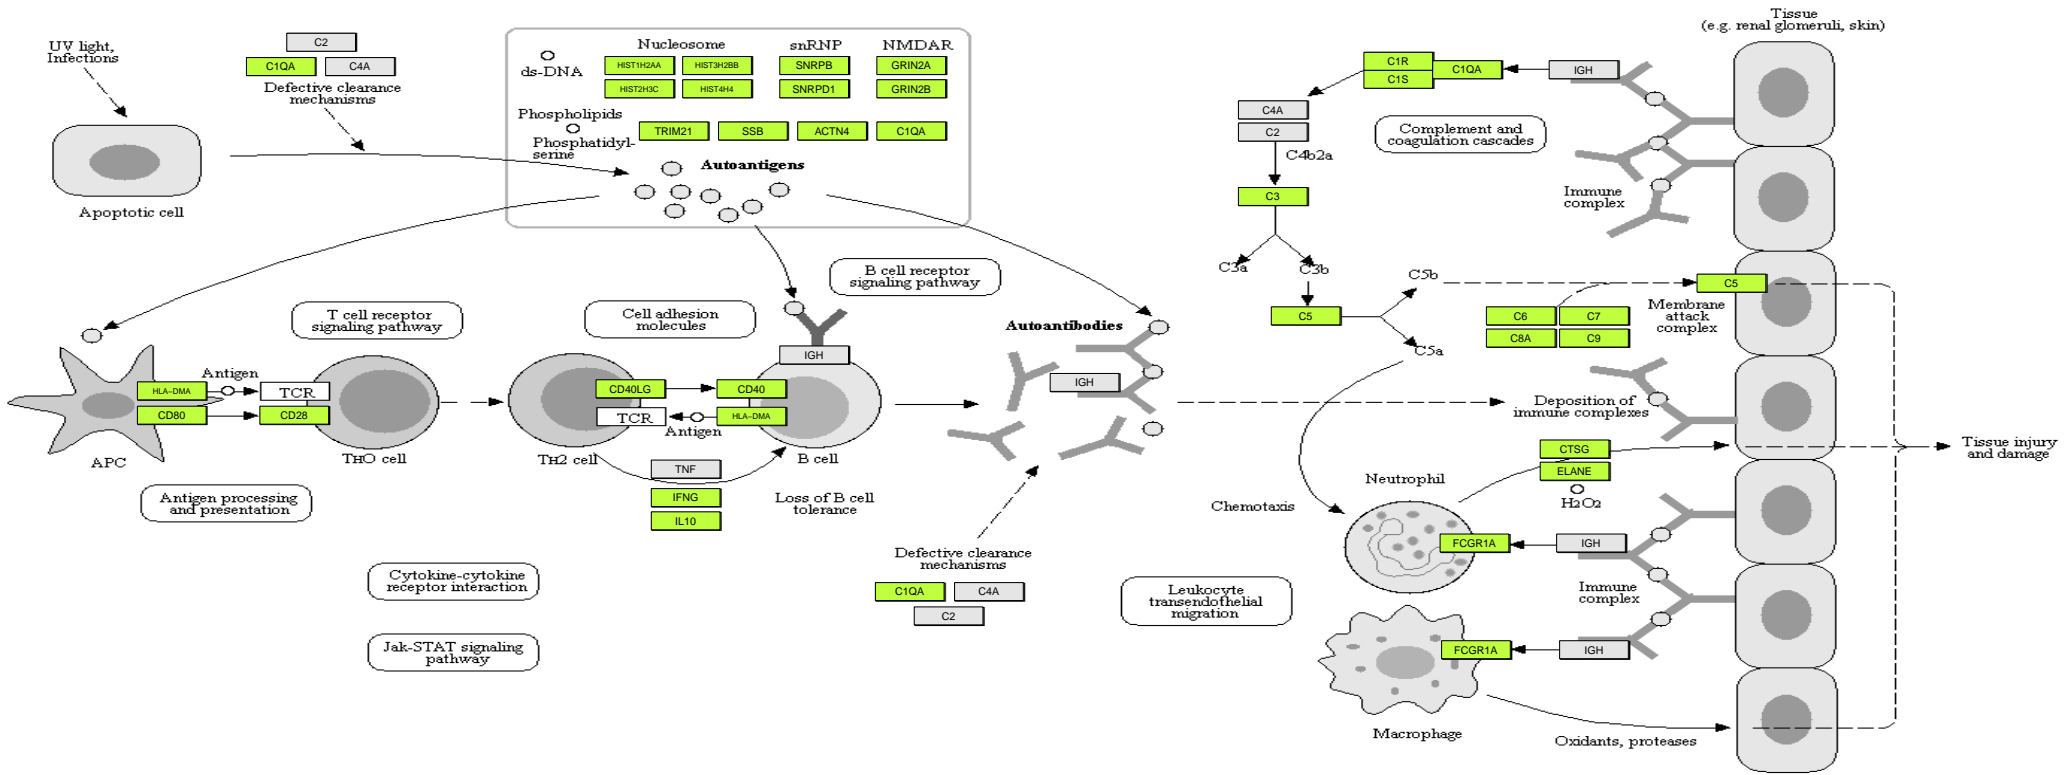 UV light,
Infections
C2
C1QA
C4A
Defective clearance
mechanisms
Apoptotic cell
ds-DNA
Nucleosome
snRNP
NMDAR
HIST1H2AA
HIST3H2BB
SNRPB
GRIN2A
HIST2H3C
HIST4H4
SNRPD1
GRIN2B
Phospholipids
Phosphatidyl-
serine
TRIM21
SSB
ACTN4
C1QA
Autoantigens
T cell receptor
signaling pathway
Cell adhesion
molecules
B cell receptor
signaling pathway
HLA-DMA
Antigen
TCR
CD80
CD28
APC
TH0 cell
CD40LG
CD40
TCR
HLA-DMA
Antigen
IGH
TH2 cell
B cell
TNF
IFNG
IL10
Loss of B cell
tolerance
Antigen processing
and presentation
Cytokine-cytokine
receptor interaction
Jak-STAT signaling
pathway
Autoantibodies
IGH
Defective clearance
mechanisms
C1QA
C4A
C2
Leukocyte
transendothelial
migration
Tissue
(e.g. renal glomeruli, skin)
C1R
C1S
C1QA
IGH
C4A
C2
C4b2a
Complement and
coagulation cascades
Immune
complex
C3
C3a
C3b
C5
C5b
C5a
C5
C6
C7
C8A
C9
Membrane
attack
complex
Deposition of
immune complexes
CTSG
ELANE
H2O2
Tissue injury
and damage
Neutrophil
Chemotaxis
FCGR1A
IGH
Immune
complex
FCGR1A
IGH
Macrophage
Oxidants, proteases